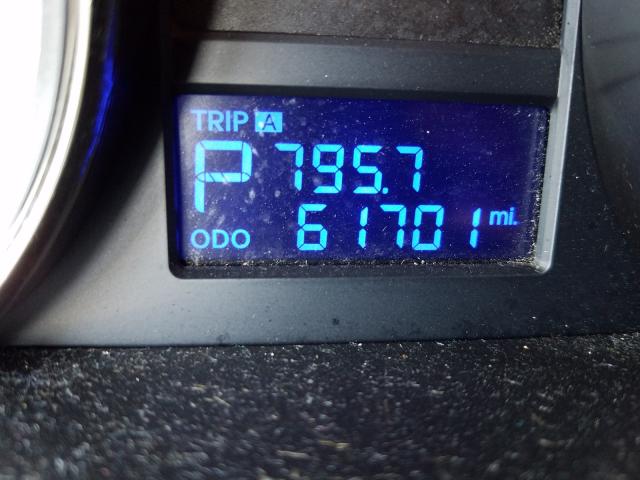 TRIP A
P 795.7
ODO 61701 mi.